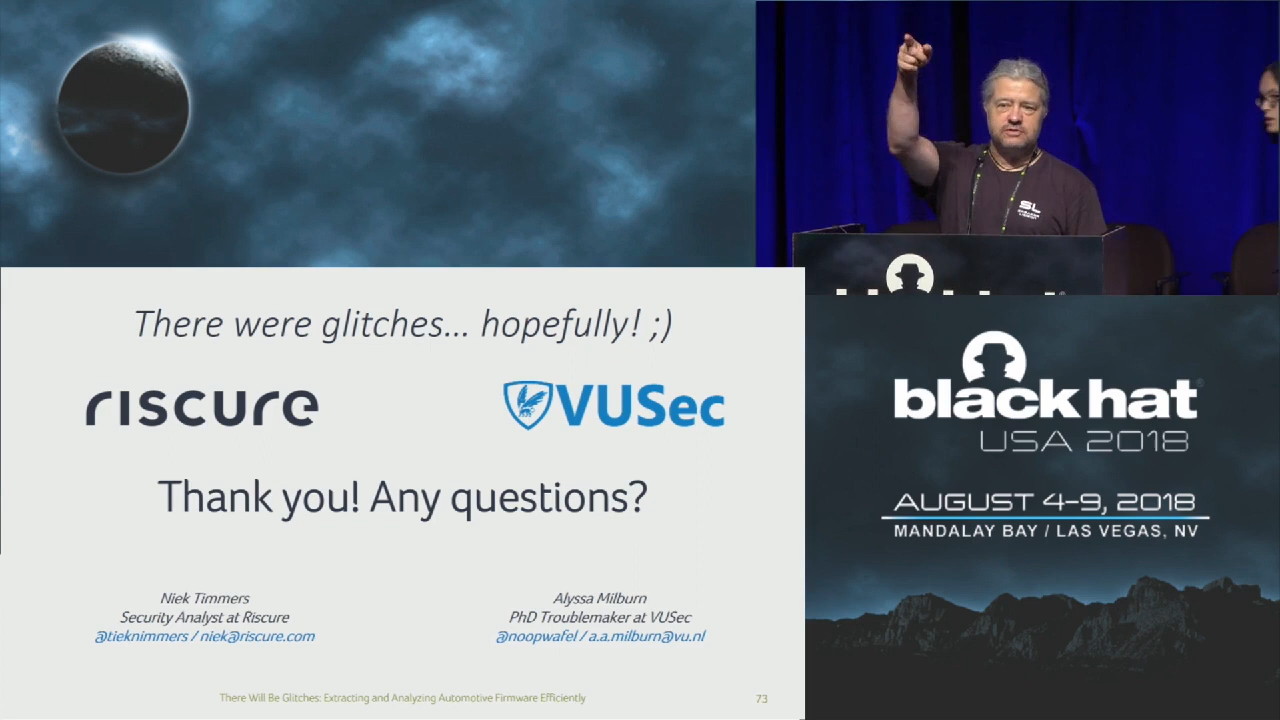 There were glitches... hopefully! ;)
riscure
VUSec
Thank you! Any questions?
Niek Timmers
Security Analyst at Riscure
@tieknimmers / niek@riscure.com
Alyssa Milburn
PhD Troublemaker at VUSec
@noopwafel / a.a.milburn@vu.nl
There Will Be Glitches: Extracting and Analyzing Automotive Firmware Efficiently
73
SL
black hat
USA 2018
AUGUST 4-9, 2018
MANDALAY BAY / LAS VEGAS, NV